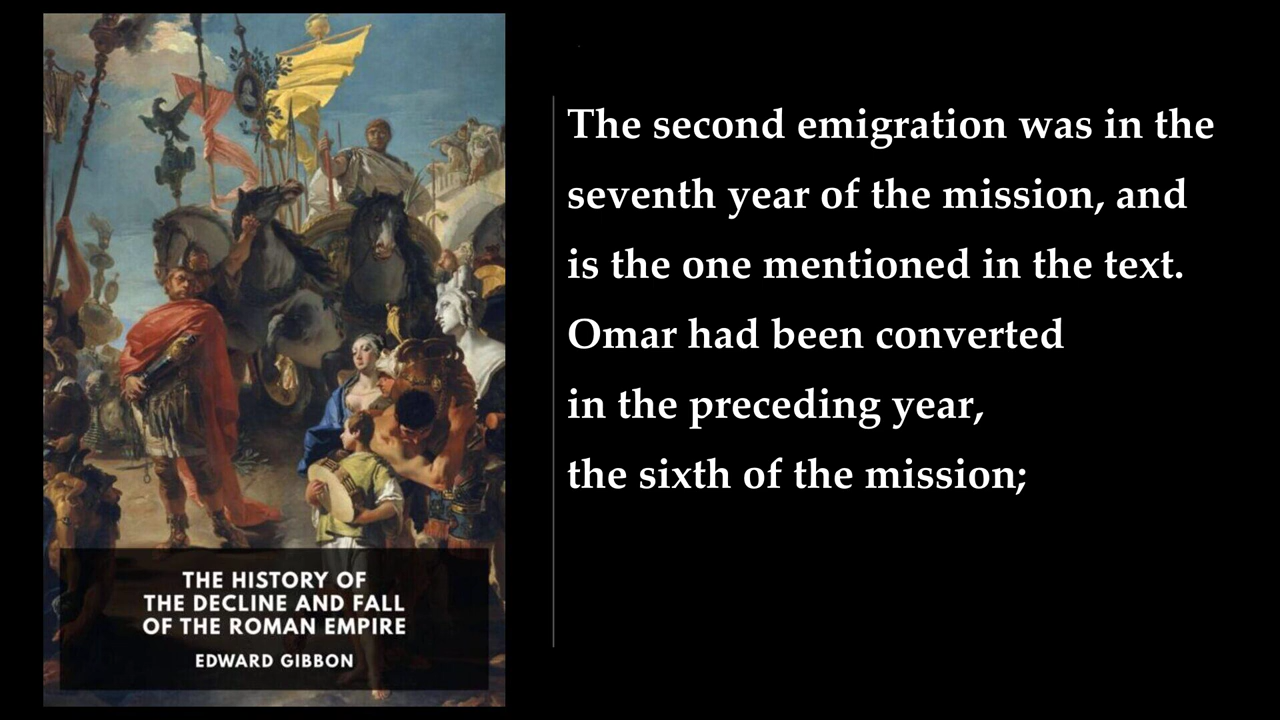 THE HISTORY OF
THE DECLINE AND FALL
OF THE ROMAN EMPIRE
EDWARD GIBBON
The second emigration was in the
seventh year of the mission, and
is the one mentioned in the text.
Omar had been converted
in the preceding year,
the sixth of the mission;